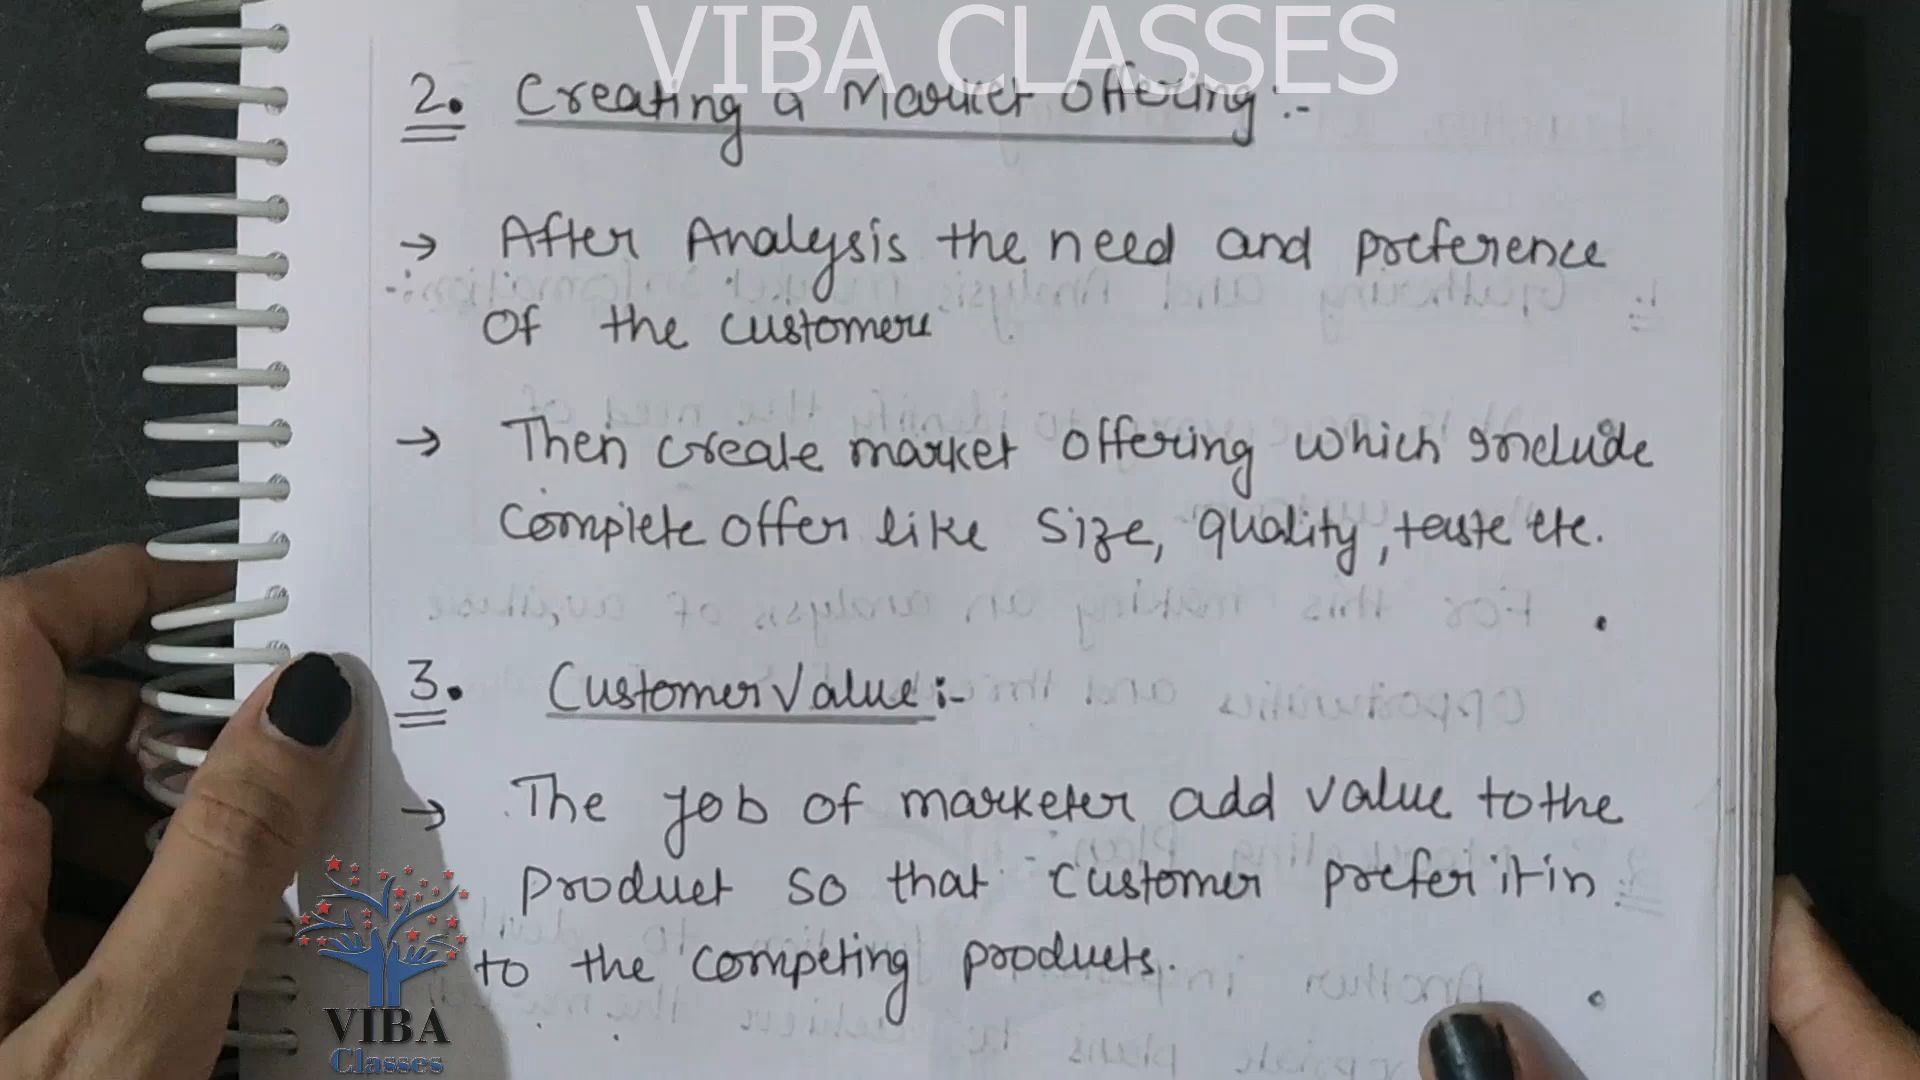 VIBA CLASSES
2. Creating a Market Offering :-
→ After Analysis the need and preference
of the customers
→ Then create market offering which Include
Complete offer like Size, quality, taste etc.
3. Customer Value :-
→ The job of marketer add value to the
product so that customer prefer it in
to the competing products.
VIBA
Classes